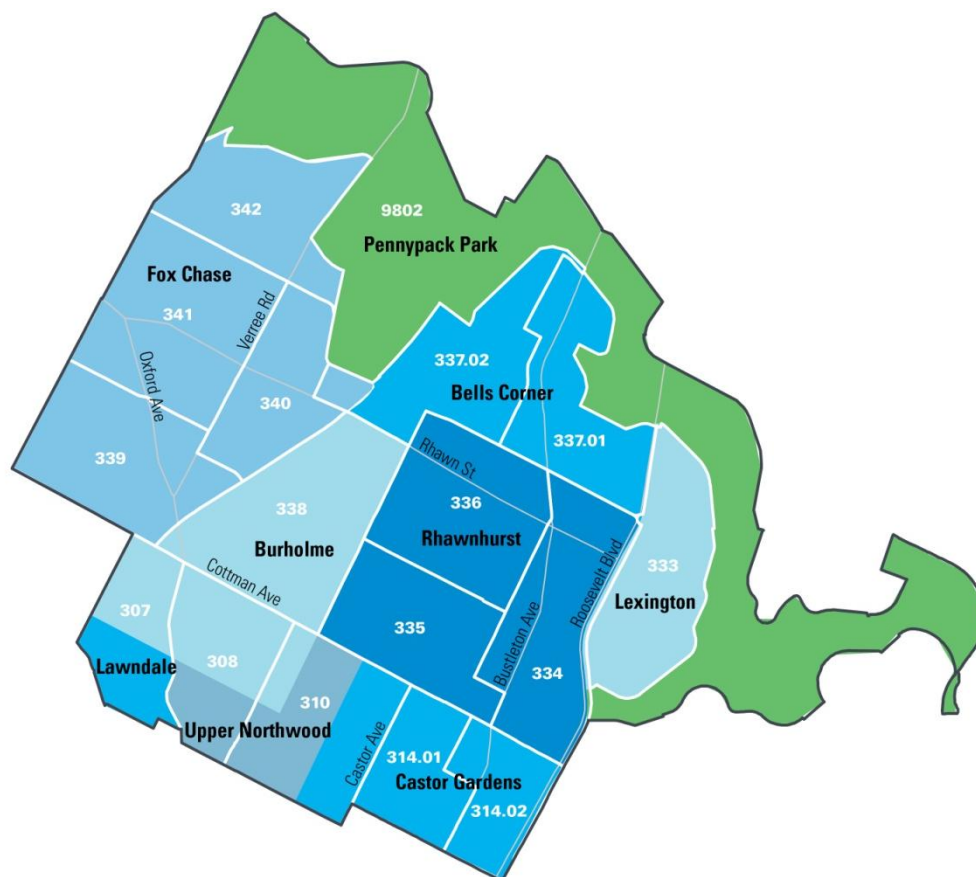 342
9802
Pennypack Park
Fox Chase
341
Verree Rd
337.02
Bells Corner
Oxford Ave
340
337.01
339
Rhawn St
338
336
Burholme
Rhawnhurst
Roosevelt Blvd
333
Lexington
Cottman Ave
307
335
Bustleton Ave
308
Lawndale
334
310
Upper Northwood
Castor Ave
314.01
Castor Gardens
314.02